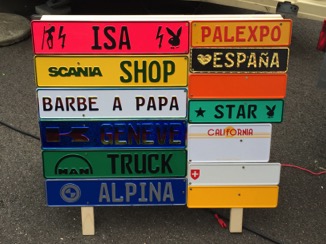 ISA
SCANIA SHOP
BARBE A PAPA
GENEVE
MAN TRUCK
ALPINA
PALEXPO
ESPAÑA
STAR
CALIFORNIA